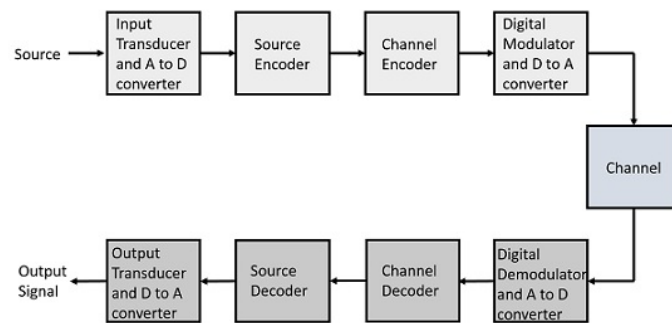 Source
Input
Transducer
and A to D
converter
Source
Encoder
Channel
Encoder
Digital
Modulator
and D to A
converter
Channel
Output
Signal
Output
Transducer
and D to A
converter
Source
Decoder
Channel
Decoder
Digital
Demodulator
and A to D
converter